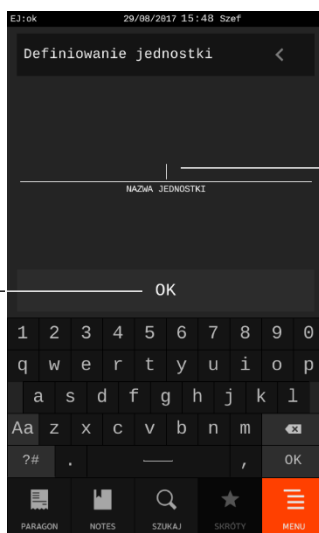 EJ:ok 29/08/2017 15:48 Szef
Definiowanie jednostki <
NAZWA JEDNOSTKI
OK
1 2 3 4 5 6 7 8 9 0
q w e r t y u i o p
a s d f g h j k l
Aa z x c v b n m
?# . , OK
PARAGON NOTES SZUKAJ SKRÓTY MENU